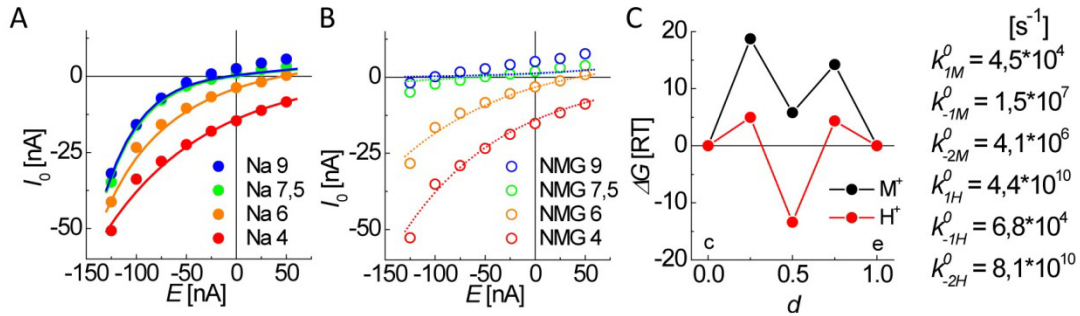 A
I₀ [nA]
0
-25
-50
-150 -100 -50 0 50
E [nA]
Na 9
Na 7,5
Na 6
Na 4
B
I₀ [nA]
0
-25
-50
-150 -100 -50 0 50
E [nA]
NMG 9
NMG 7,5
NMG 6
NMG 4
C
ΔG [RT]
20
10
0
-10
-20
c
e
M⁺
H⁺
0.0 0.5 1.0
d
[s⁻¹]
k⁰₁M = 4,5*10⁴
k⁰₋₁M = 1,5*10⁷
k⁰₋₂M = 4,1*10⁶
k⁰₁H = 4,4*10¹⁰
k⁰₋₁H = 6,8*10⁴
k⁰₋₂H = 8,1*10¹⁰